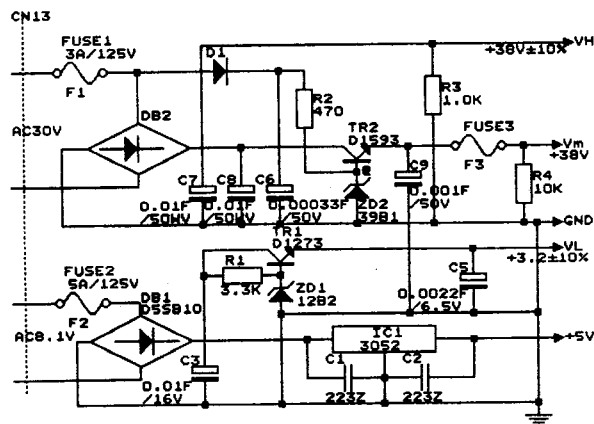 CN13
FUSE1
3A/125V
F1
D1
VH
+38V±10%
R2
470
R3
1.0K
DB2
AC30V
TR2
D1593
FUSE3
F3
Vm
+38V
C9
0.001F
/50V
R4
10K
C7
0.01F
/50WV
C8
0.01F
/50WV
C6
0.00033F
/50V
ZD2
39B1
GND
TR1
D1273
VL
+3.2±10%
FUSE2
5A/125V
F2
R1
3.3K
ZD1
12B2
C5
0.0022F
/6.5V
DB1
D5SB10
AC8.1V
IC1
3052
+5V
C3
0.01F
/16V
C1
223Z
C2
223Z